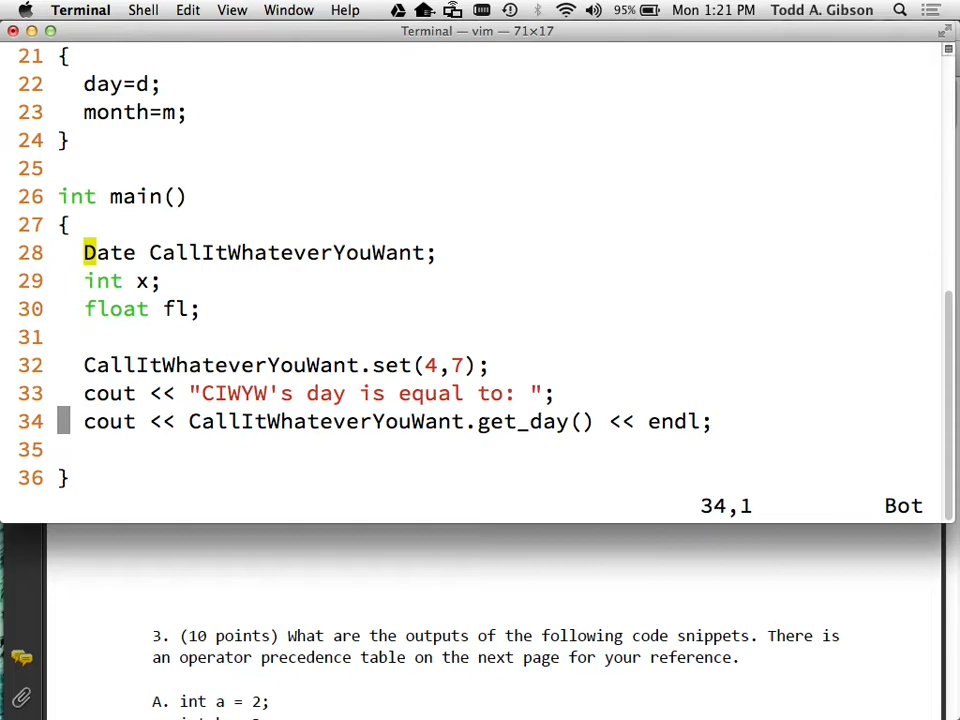 Terminal Shell Edit View Window Help 95% Mon 1:21 PM Todd A. Gibson
Terminal — vim — 71×17
21 {
22 day=d;
23 month=m;
24 }
25
26 int main()
27 {
28 Date CallItWhateverYouWant;
29 int x;
30 float fl;
31
32 CallItWhateverYouWant.set(4,7);
33 cout << "CIWYW's day is equal to: ";
34 cout << CallItWhateverYouWant.get_day() << endl;
35
36 }
34,1 Bot
3. (10 points) What are the outputs of the following code snippets. There is
an operator precedence table on the next page for your reference.
A. int a = 2;